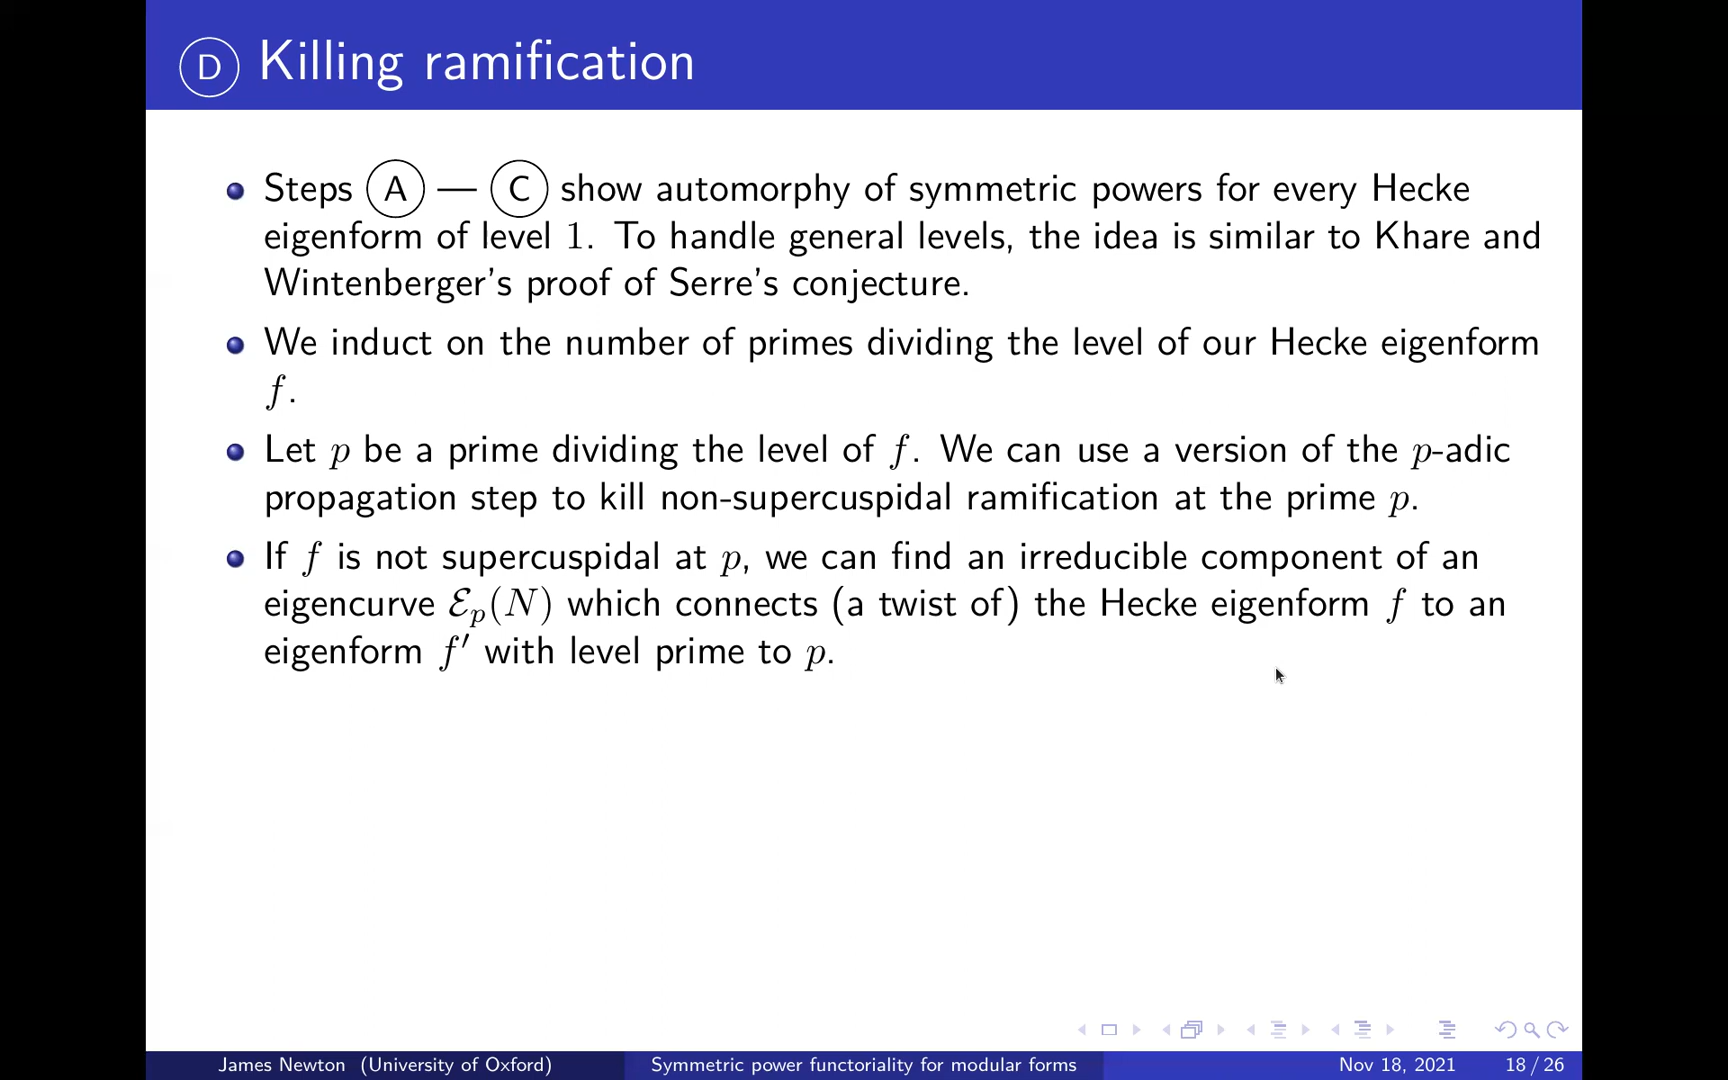 D Killing ramification
Steps A — C show automorphy of symmetric powers for every Hecke
eigenform of level 1. To handle general levels, the idea is similar to Khare and
Wintenberger's proof of Serre's conjecture.
We induct on the number of primes dividing the level of our Hecke eigenform
f.
Let p be a prime dividing the level of f. We can use a version of the p-adic
propagation step to kill non-supercuspidal ramification at the prime p.
If f is not supercuspidal at p, we can find an irreducible component of an
eigencurve ℰ_p(N) which connects (a twist of) the Hecke eigenform f to an
eigenform f′ with level prime to p.
James Newton (University of Oxford) Symmetric power functoriality for modular forms Nov 18, 2021 18 / 26